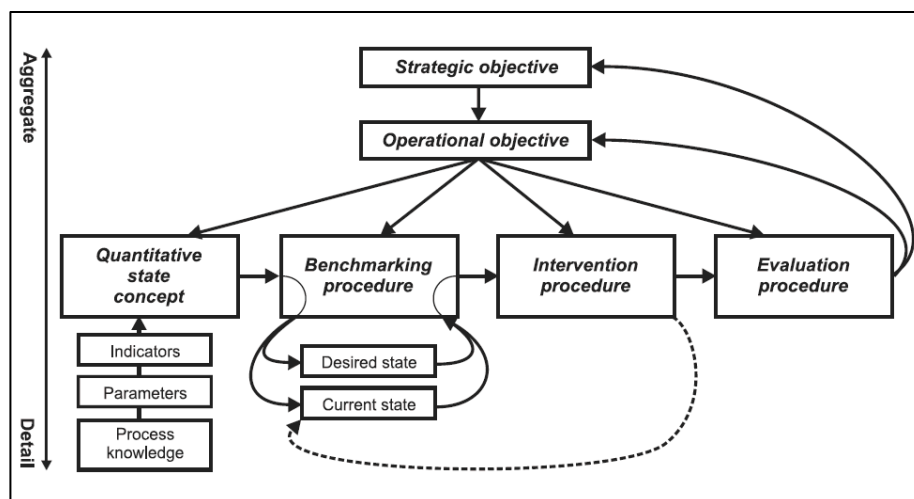 Aggregate
Detail
Strategic objective
Operational objective
Quantitative
state
concept
Benchmarking
procedure
Intervention
procedure
Evaluation
procedure
Indicators
Parameters
Process
knowledge
Desired state
Current state